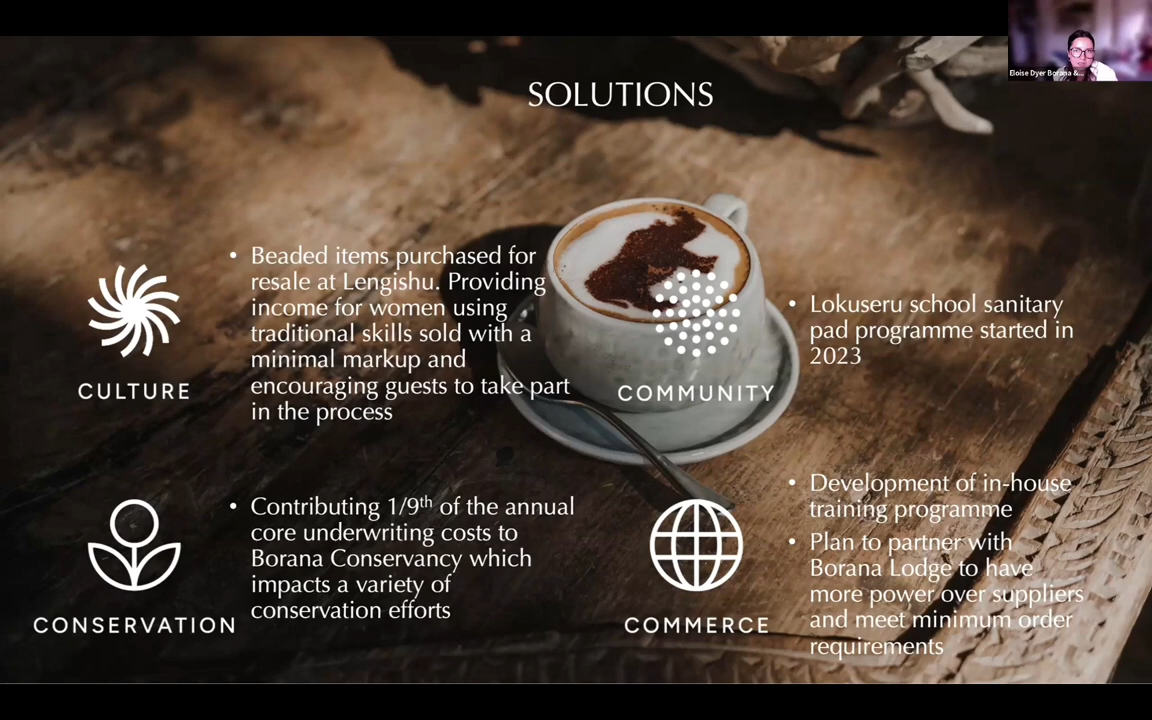 Eloise Dyer Borana &...
SOLUTIONS
• Beaded items purchased for
resale at Lengishu. Providing
income for women using
traditional skills sold with a
minimal markup and
encouraging guests to take part
in the process
CULTURE
• Lokuseru school sanitary
pad programme started in
2023
COMMUNITY
• Contributing 1/9th of the annual
core underwriting costs to
Borana Conservancy which
impacts a variety of
conservation efforts
CONSERVATION
• Development of in-house
training programme
• Plan to partner with
Borana Lodge to have
more power over suppliers
and meet minimum order
requirements
COMMERCE